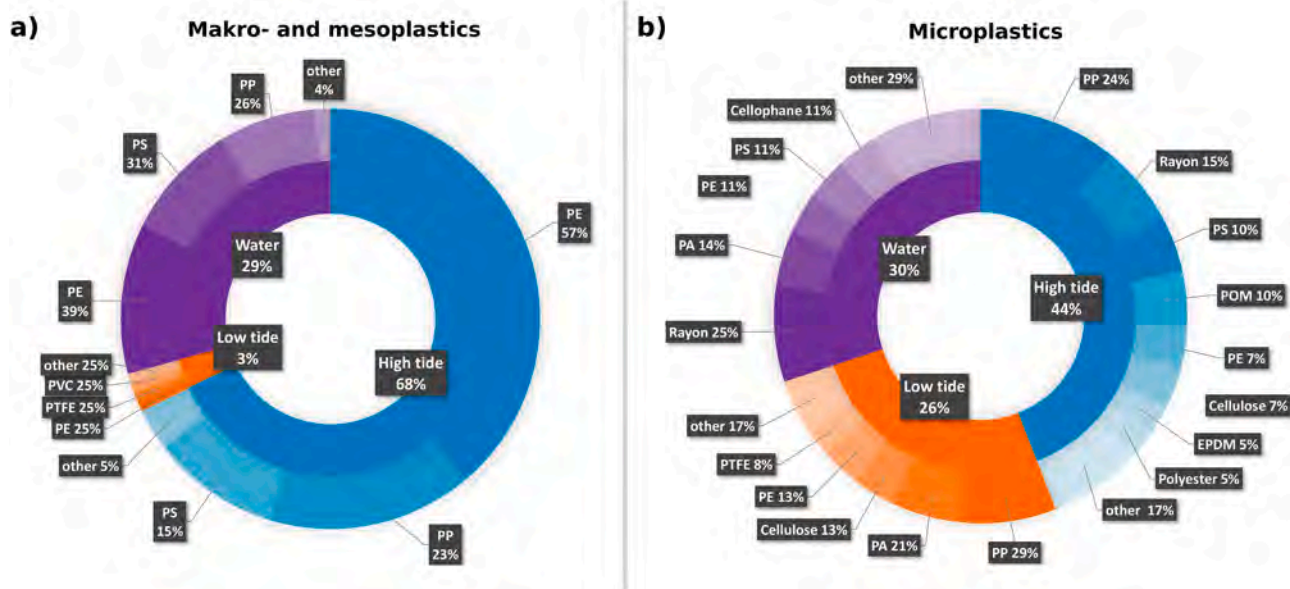 a)
Makro- and mesoplastics
other
4%
PP
26%
PS
31%
PE
57%
Water
29%
PE
39%
Low tide
3%
High tide
68%
other 25%
PVC 25%
PTFE 25%
PE 25%
other 5%
PS
15%
PP
23%
b)
Microplastics
other 29%
PP 24%
Cellophane 11%
PS 11%
Rayon 15%
PE 11%
PA 14%
PS 10%
Water
30%
High tide
44%
POM 10%
Rayon 25%
PE 7%
Low tide
26%
Cellulose 7%
other 17%
EPDM 5%
PTFE 8%
Polyester 5%
PE 13%
other 17%
Cellulose 13%
PA 21%
PP 29%